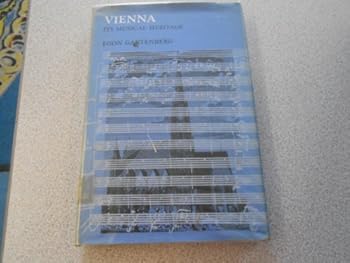 VIENNA
ITS MUSICAL HERITAGE
EGON GARTENBERG